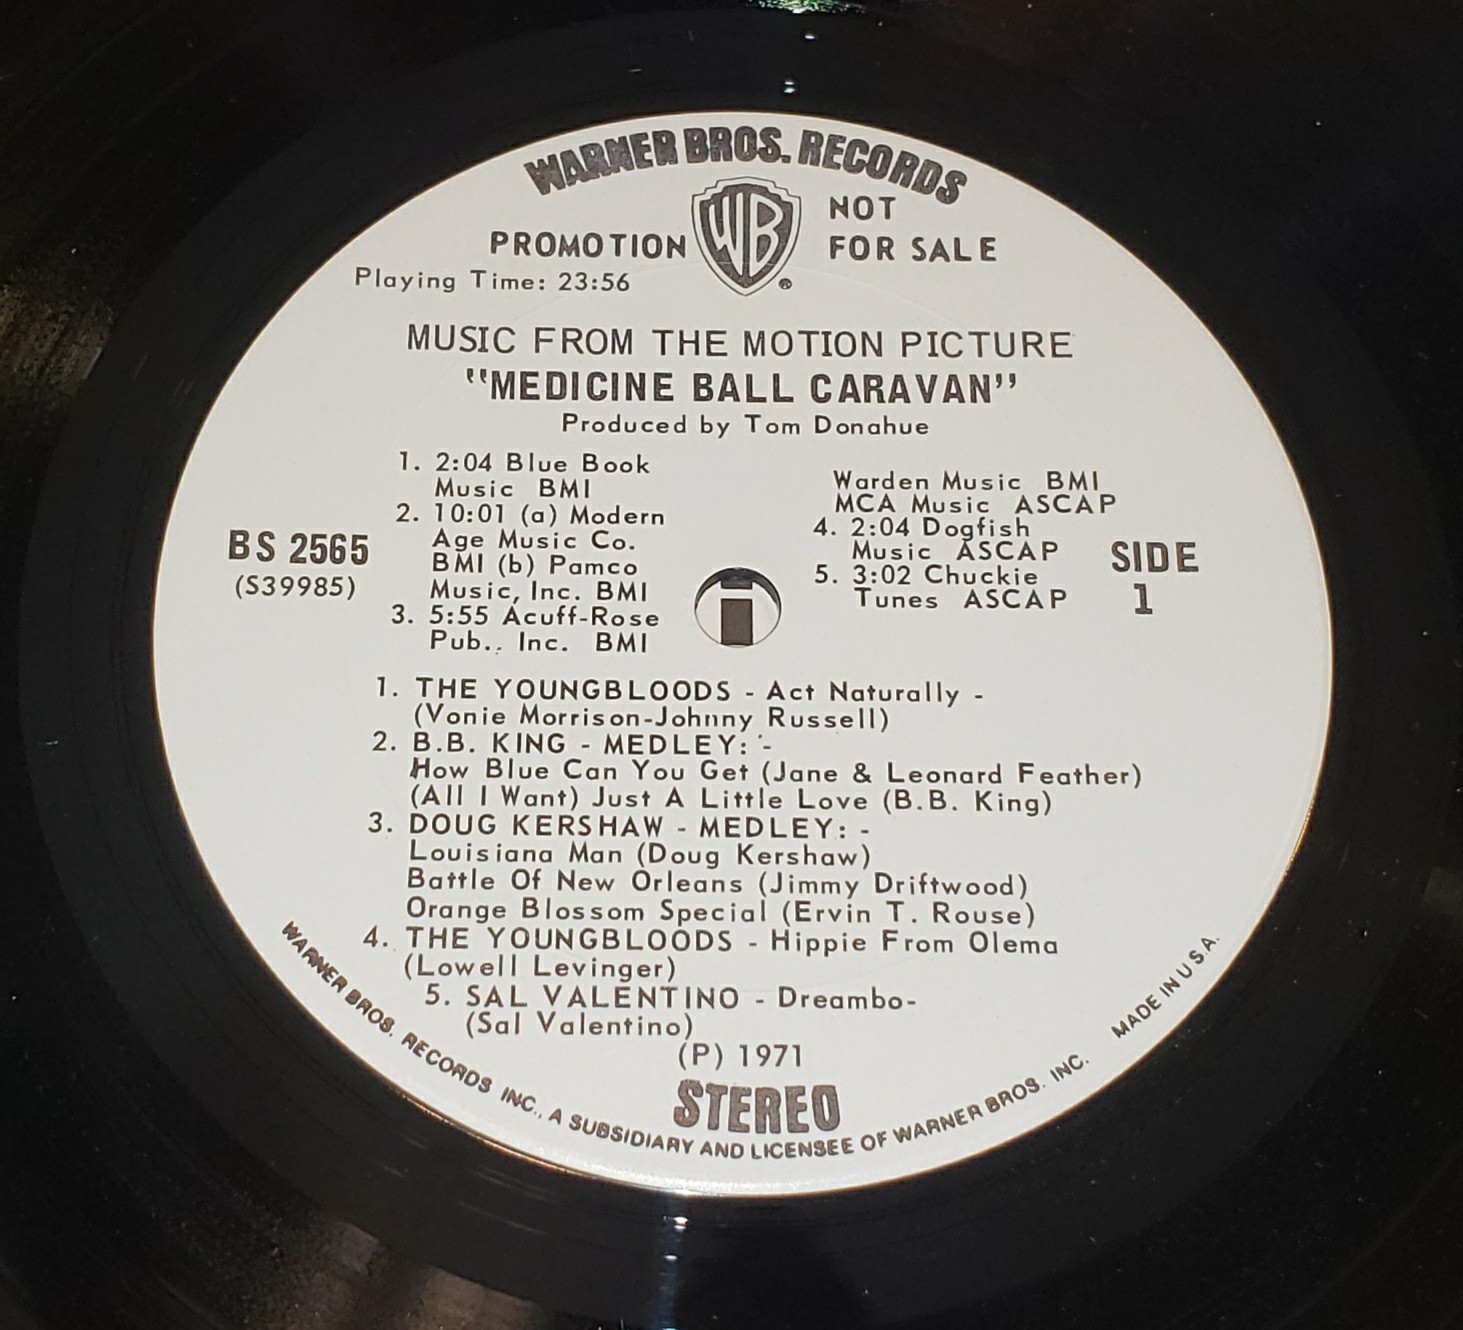 WARNER BROS. RECORDS
WB
®
PROMOTION
NOT
FOR SALE
Playing Time: 23:56
MUSIC FROM THE MOTION PICTURE
"MEDICINE BALL CARAVAN"
Produced by Tom Donahue
BS 2565
(S39985)
1. 2:04 Blue Book
Music BMI
2. 10:01 (a) Modern
Age Music Co.
BMI (b) Pamco
Music, Inc. BMI
3. 5:55 Acuff-Rose
Pub., Inc. BMI
Warden Music BMI
MCA Music ASCAP
4. 2:04 Dogfish
Music ASCAP
5. 3:02 Chuckie
Tunes ASCAP
SIDE
1
1. THE YOUNGBLOODS - Act Naturally -
(Vonie Morrison-Johnny Russell)
2. B.B. KING - MEDLEY: -
How Blue Can You Get (Jane & Leonard Feather)
(All I Want) Just A Little Love (B.B. King)
3. DOUG KERSHAW - MEDLEY: -
Louisiana Man (Doug Kershaw)
Battle Of New Orleans (Jimmy Driftwood)
Orange Blossom Special (Ervin T. Rouse)
4. THE YOUNGBLOODS - Hippie From Olema
(Lowell Levinger)
5. SAL VALENTINO - Dreambo-
(Sal Valentino)
(P) 1971
STEREO
WARNER BROS. RECORDS INC., A SUBSIDIARY AND LICENSEE OF WARNER BROS. INC. MADE IN U.S.A.